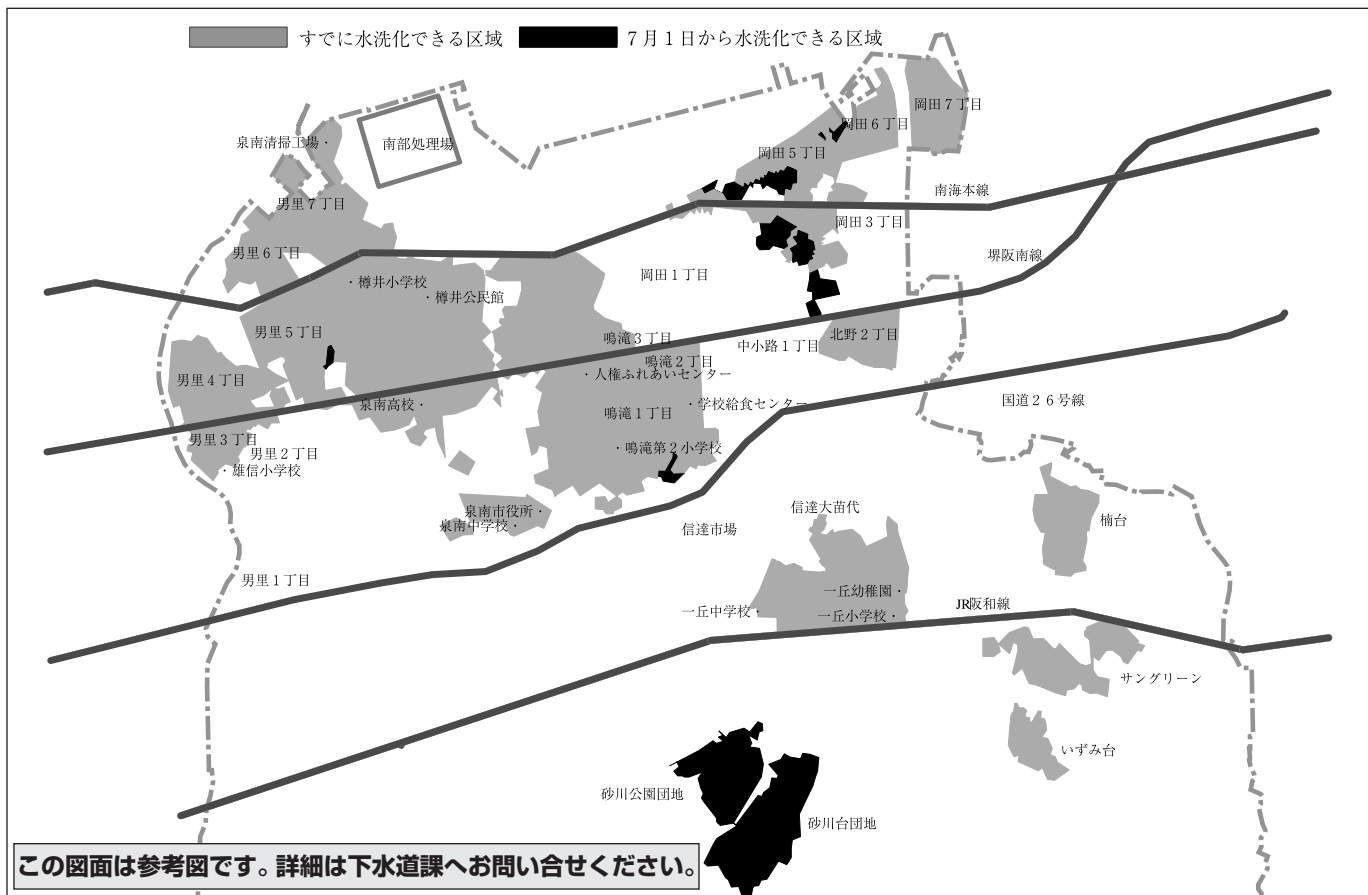 すでに水洗化できる区域
７月１日から水洗化できる区域
岡田７丁目
岡田６丁目
泉南清掃工場・
南部処理場
岡田５丁目
南海本線
男里７丁目
岡田３丁目
男里６丁目
堺阪南線
・樽井小学校
岡田１丁目
・樽井公民館
男里５丁目
鳴滝３丁目
中小路１丁目
北野２丁目
鳴滝２丁目
男里４丁目
・人権ふれあいセンター
国道２６号線
泉南高校・
鳴滝１丁目
・学校給食センター
男里３丁目
男里２丁目
・鳴滝第２小学校
・雄信小学校
泉南市役所・
泉南中学校・
信達市場
信達大苗代
楠台
男里１丁目
一丘幼稚園・
一丘中学校・
一丘小学校・
JR阪和線
サングリーン
いずみ台
砂川公園団地
砂川台団地
この図面は参考図です。詳細は下水道課へお問い合せください。